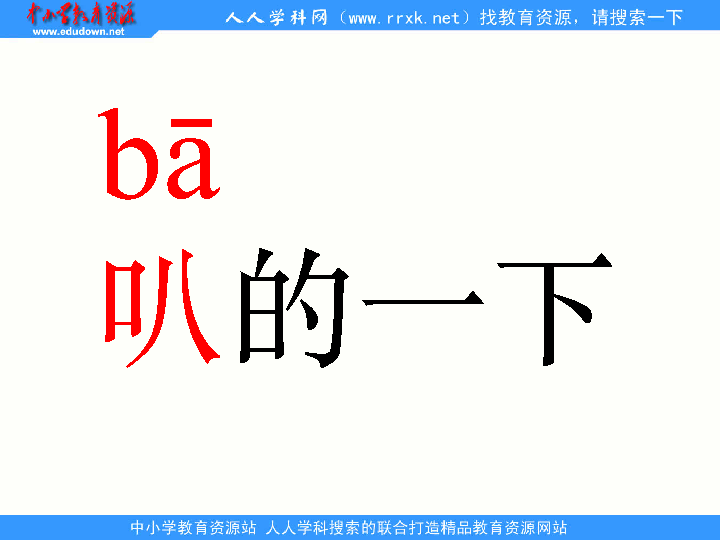 中小学教育资源
www.edudown.net
人人学科网（www.rrxk.net）找教育资源，请搜索一下
bā
叭的一下
中小学教育资源站 人人学科搜索的联合打造精品教育资源网站